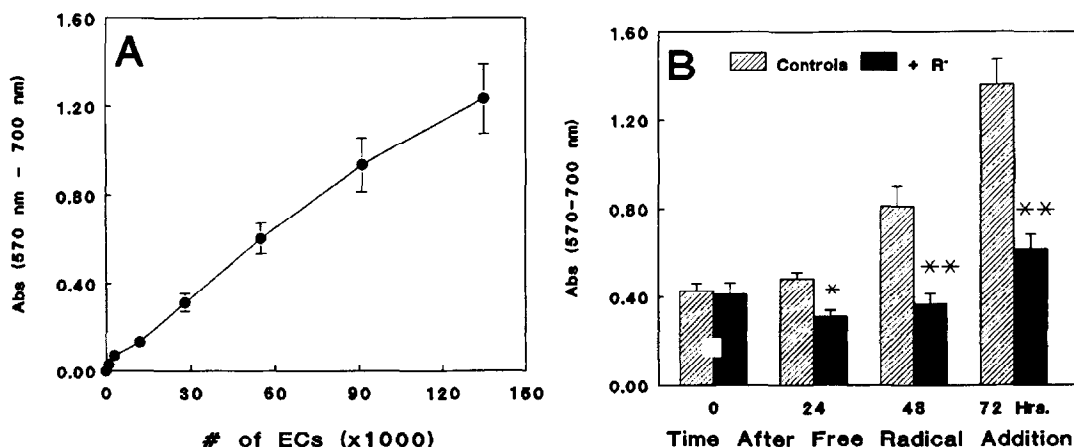 A
Abs (570 nm - 700 nm)
1.60
1.20
0.80
0.40
0.00
0 30 60 90 120 150
# of ECs (x1000)
B
Controls + R·
Abs (570-700 nm)
1.60
1.20
0.80
0.40
0.00
* ** **
0 24 48 72 Hrs.
Time After Free Radical Addition